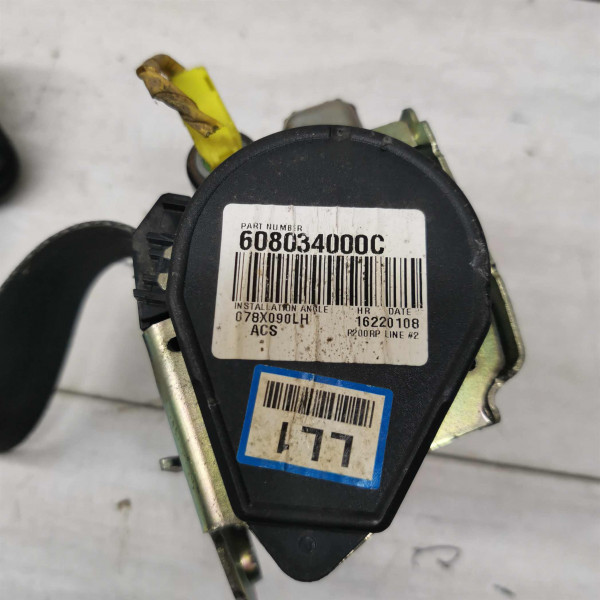 PART NUMBER
608034000C
INSTALLATION ANGLE HR DATE
078X090LH 16220108
ACS P200RP LINE #2
LL1